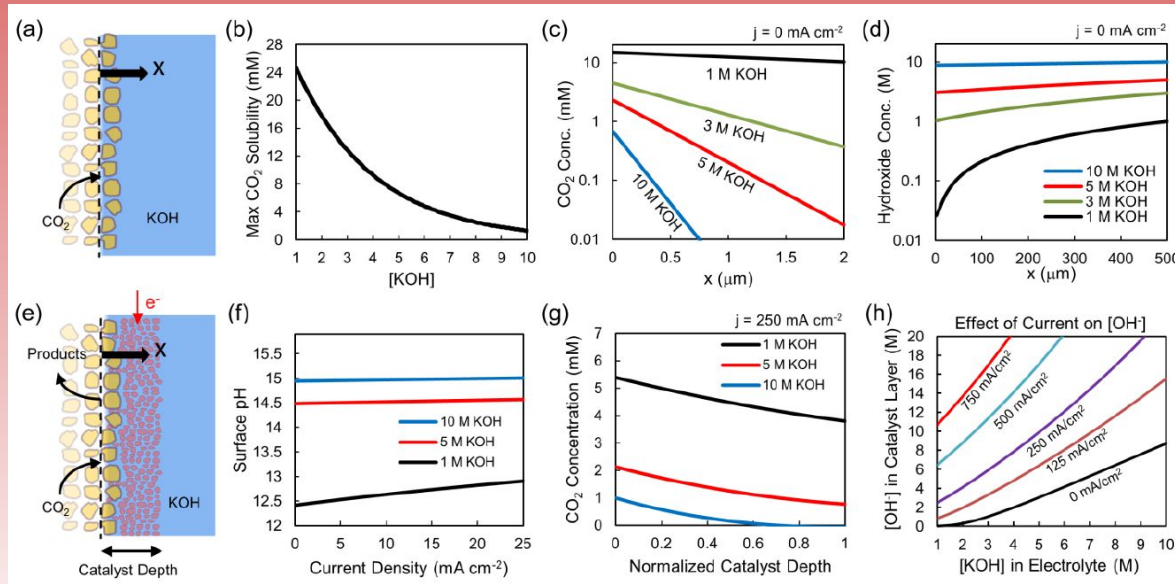 (a)
X
CO2
KOH
(b)
Max CO2 Solubility (mM)
28
24
20
16
12
8
4
0
1 2 3 4 5 6 7 8 9 10
[KOH]
(c)
j = 0 mA cm-2
CO2 Conc. (mM)
10
1
0.1
0.01
1 M KOH
3 M KOH
5 M KOH
10 M KOH
0 0.5 1 1.5 2
x (μm)
(d)
j = 0 mA cm-2
Hydroxide Conc. (M)
10
1
0.1
0.01
10 M KOH
5 M KOH
3 M KOH
1 M KOH
0 100 200 300 400 500
x (μm)
(e)
e-
Products
X
CO2
KOH
Catalyst Depth
(f)
Surface pH
15.5
15
14.5
14
13.5
13
12.5
12
10 M KOH
5 M KOH
1 M KOH
0 5 10 15 20 25
Current Density (mA cm-2)
(g)
j = 250 mA cm-2
CO2 Concentration (mM)
7
6
5
4
3
2
1
0
1 M KOH
5 M KOH
10 M KOH
0 0.2 0.4 0.6 0.8 1
Normalized Catalyst Depth
(h)
Effect of Current on [OH-]
[OH-] in Catalyst Layer (M)
20
18
16
14
12
10
8
6
4
2
0
750 mA/cm2
500 mA/cm2
250 mA/cm2
125 mA/cm2
0 mA/cm2
1 2 3 4 5 6 7 8 9 10
[KOH] in Electrolyte (M)